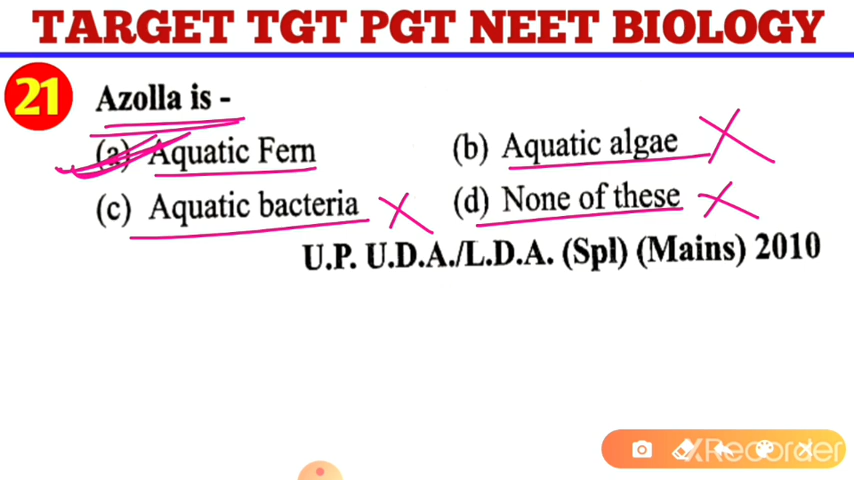 TARGET TGT PGT NEET BIOLOGY
21 Azolla is -
(a) Aquatic Fern (b) Aquatic algae
(c) Aquatic bacteria (d) None of these
U.P. U.D.A./L.D.A. (Spl) (Mains) 2010
XRecorder